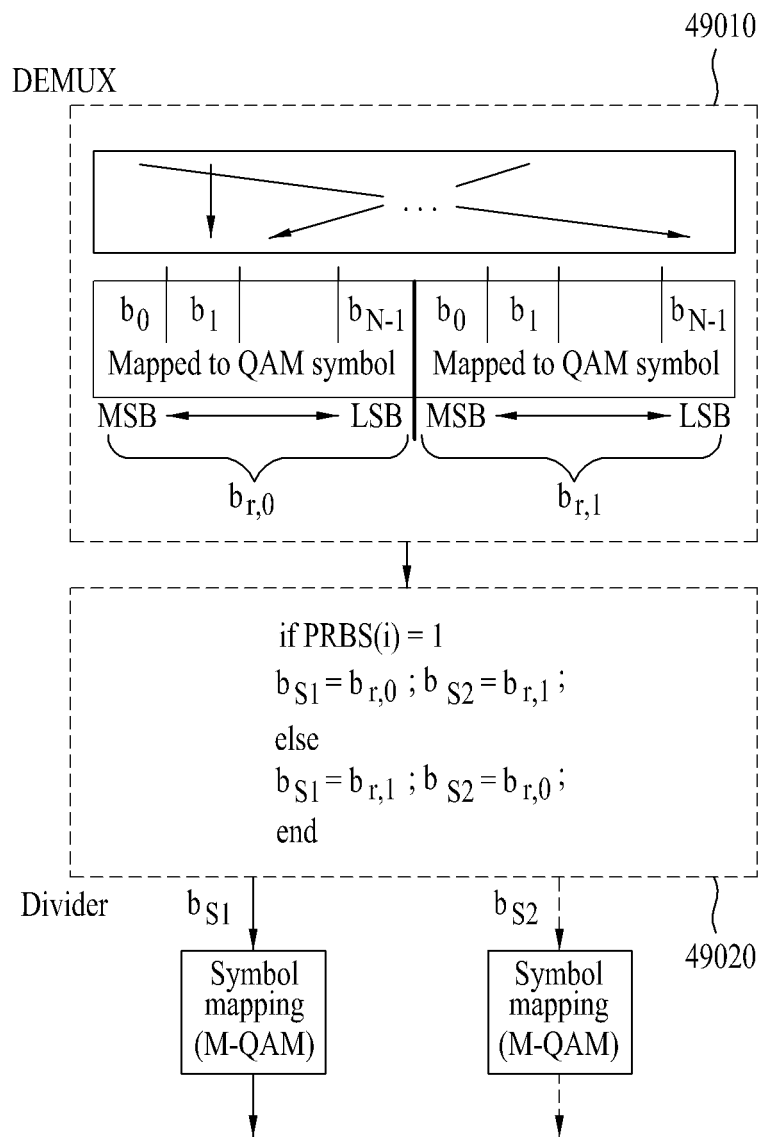 49010
DEMUX
. . .
b0 b1 bN-1 b0 b1 bN-1
Mapped to QAM symbol Mapped to QAM symbol
MSB LSB MSB LSB
br,0 br,1
if PRBS(i) = 1
bS1 = br,0 ; bS2 = br,1 ;
else
bS1 = br,1 ; bS2 = br,0 ;
end
Divider bS1 bS2
49020
Symbol mapping (M-QAM)
Symbol mapping (M-QAM)